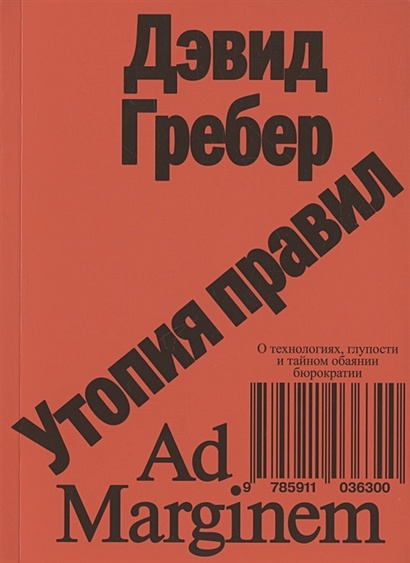 Дэвид
Гребер
Утопия правил
О технологиях, глупости
и тайном обаянии
бюрократии
9 785911 036300
Ad
Marginem